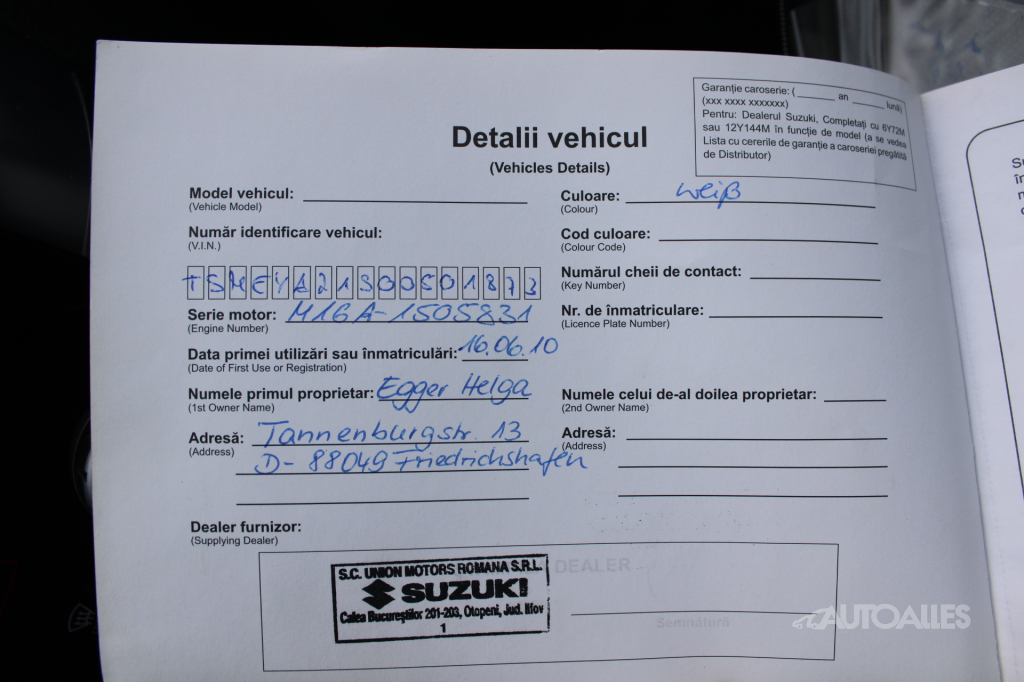 Garanție caroserie: (______ an ______ lună)
(xxx xxxx xxxxxxx)
Pentru: Dealerul Suzuki, Completați cu 6Y72M
sau 12Y144M în funcție de model (a se vedea
Lista cu cererile de garanție a caroseriei pregătită
de Distributor)
Detalii vehicul
(Vehicles Details)
Model vehicul:
(Vehicle Model)
Culoare: weiß
(Colour)
Număr identificare vehicul:
(V.I.N.)
Cod culoare:
(Colour Code)
TSMEYA21S00501873
Numărul cheii de contact:
(Key Number)
Serie motor: M16A-1505831
(Engine Number)
Nr. de înmatriculare:
(Licence Plate Number)
Data primei utilizări sau înmatriculări: 16.06.10
(Date of First Use or Registration)
Numele primul proprietar: Egger Helga
(1st Owner Name)
Numele celui de-al doilea proprietar:
(2nd Owner Name)
Adresă: Tannenburgstr. 13
(Address)
D-88049 Friedrichshafen
Adresă:
(Address)
Dealer furnizor:
(Supplying Dealer)
DEALER
S.C. UNION MOTORS ROMANA S.R.L.
SUZUKI
Calea Bucureștilor 201-203, Otopeni, Jud. Ilfov
1
Semnătură
AUTOALLES